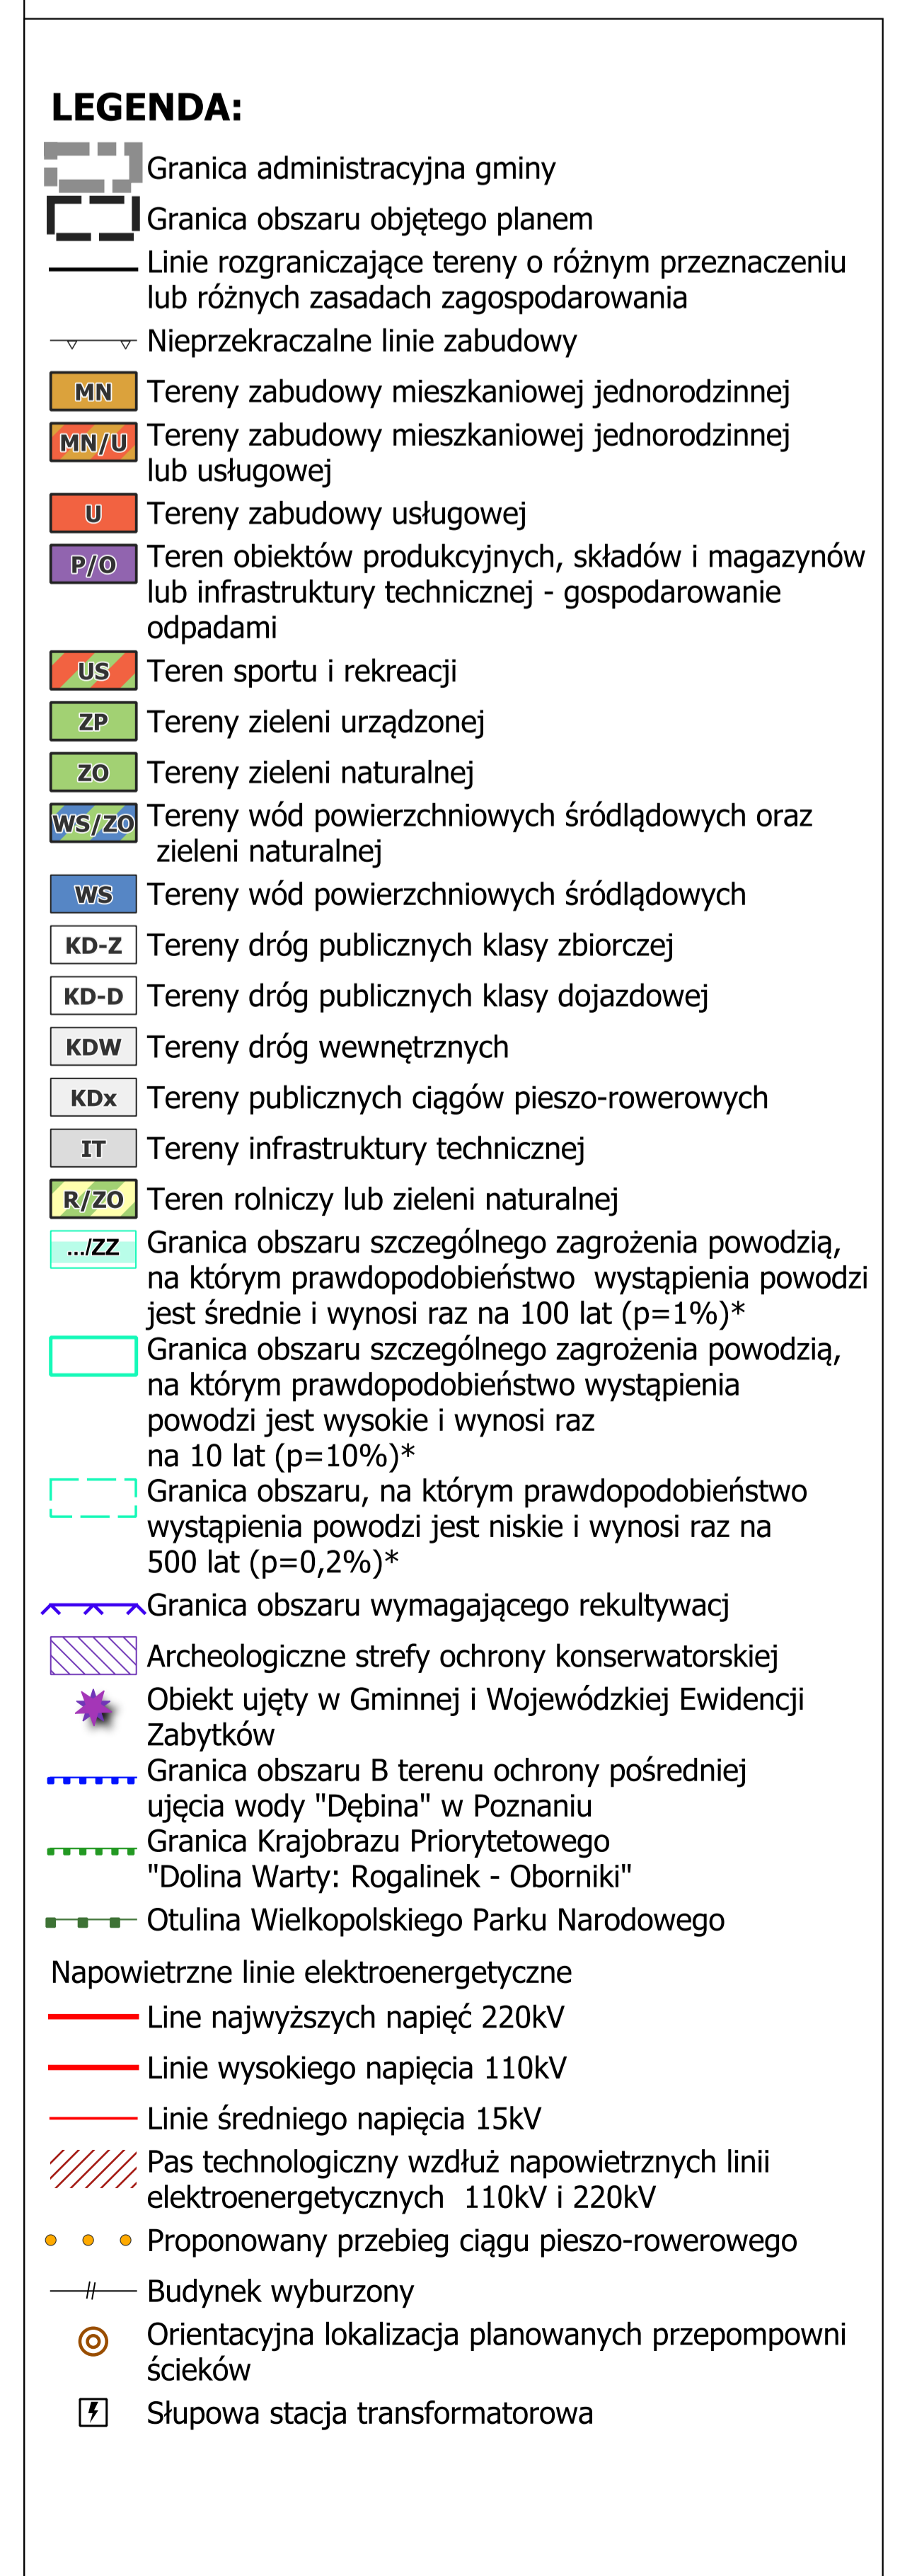 LEGENDA:
Granica administracyjna gminy
Granica obszaru objętego planem
Linie rozgraniczające tereny o różnym przeznaczeniu
lub różnych zasadach zagospodarowania
Nieprzekraczalne linie zabudowy
MN Tereny zabudowy mieszkaniowej jednorodzinnej
MN/U Tereny zabudowy mieszkaniowej jednorodzinnej
lub usługowej
U Tereny zabudowy usługowej
P/O Teren obiektów produkcyjnych, składów i magazynów
lub infrastruktury technicznej - gospodarowanie
odpadami
US Teren sportu i rekreacji
ZP Tereny zieleni urządzonej
ZO Tereny zieleni naturalnej
WS/ZO Tereny wód powierzchniowych śródlądowych oraz
zieleni naturalnej
WS Tereny wód powierzchniowych śródlądowych
KD-Z Tereny dróg publicznych klasy zbiorczej
KD-D Tereny dróg publicznych klasy dojazdowej
KDW Tereny dróg wewnętrznych
KDx Tereny publicznych ciągów pieszo-rowerowych
IT Tereny infrastruktury technicznej
R/ZO Teren rolniczy lub zieleni naturalnej
.../ZZ Granica obszaru szczególnego zagrożenia powodzią,
na którym prawdopodobieństwo wystąpienia powodzi
jest średnie i wynosi raz na 100 lat (p=1%)*
Granica obszaru szczególnego zagrożenia powodzią,
na którym prawdopodobieństwo wystąpienia
powodzi jest wysokie i wynosi raz
na 10 lat (p=10%)*
Granica obszaru, na którym prawdopodobieństwo
wystąpienia powodzi jest niskie i wynosi raz na
500 lat (p=0,2%)*
Granica obszaru wymagającego rekultywacj
Archeologiczne strefy ochrony konserwatorskiej
Obiekt ujęty w Gminnej i Wojewódzkiej Ewidencji
Zabytków
Granica obszaru B terenu ochrony pośredniej
ujęcia wody "Dębina" w Poznaniu
Granica Krajobrazu Priorytetowego
"Dolina Warty: Rogalinek - Oborniki"
Otulina Wielkopolskiego Parku Narodowego
Napowietrzne linie elektroenergetyczne
Line najwyższych napięć 220kV
Linie wysokiego napięcia 110kV
Linie średniego napięcia 15kV
Pas technologiczny wzdłuż napowietrznych linii
elektroenergetycznych 110kV i 220kV
Proponowany przebieg ciągu pieszo-rowerowego
Budynek wyburzony
Orientacyjna lokalizacja planowanych przepompowni
ścieków
Słupowa stacja transformatorowa